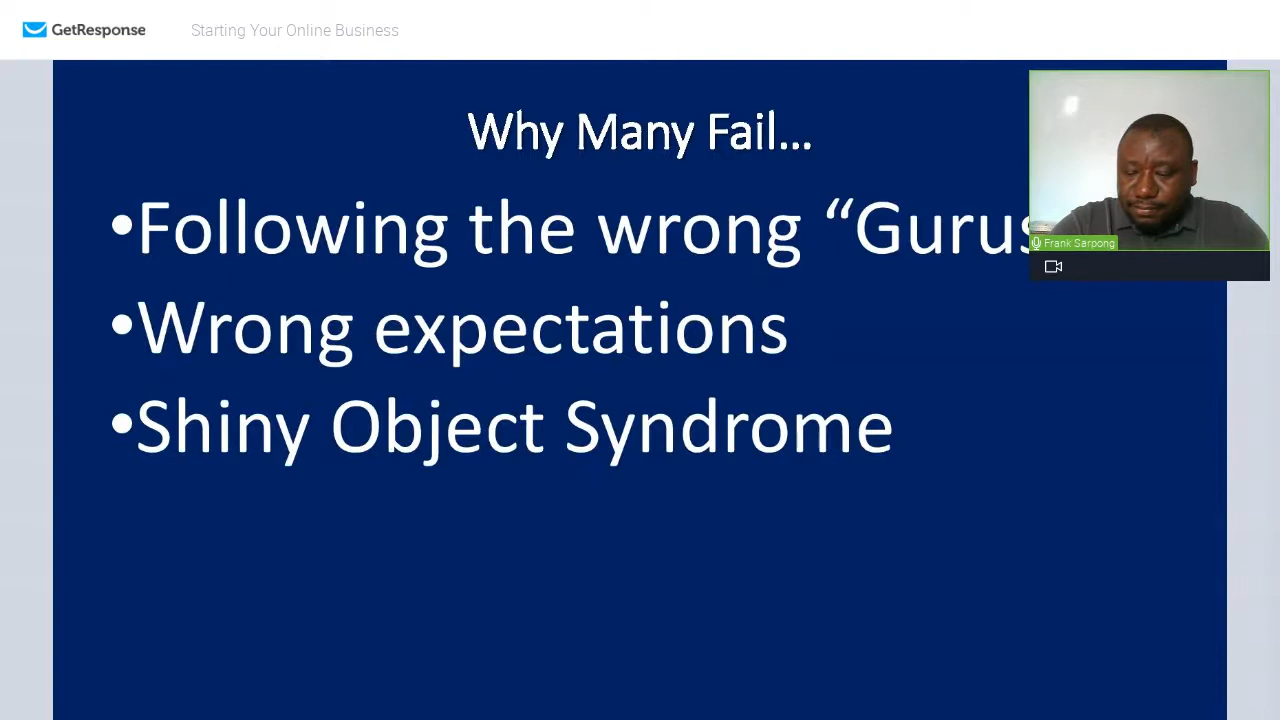 GetResponse
Starting Your Online Business
Why Many Fail...
•Following the wrong “Gurus
•Wrong expectations
•Shiny Object Syndrome
Frank Sarpong